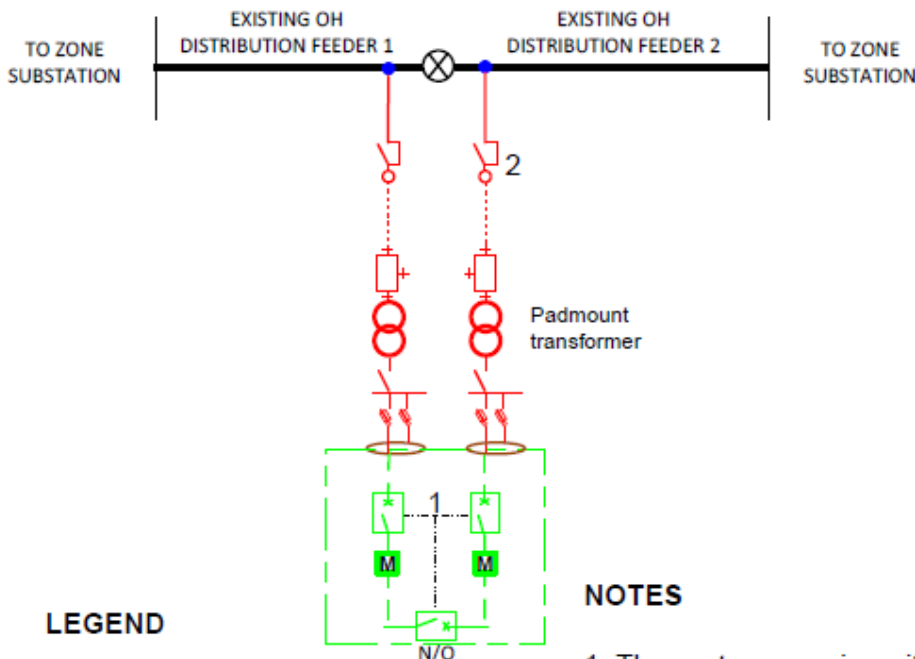 TO ZONE
SUBSTATION
EXISTING OH
DISTRIBUTION FEEDER 1
EXISTING OH
DISTRIBUTION FEEDER 2
TO ZONE
SUBSTATION
2
Padmount
transformer
1
M
M
N/O
LEGEND
NOTES